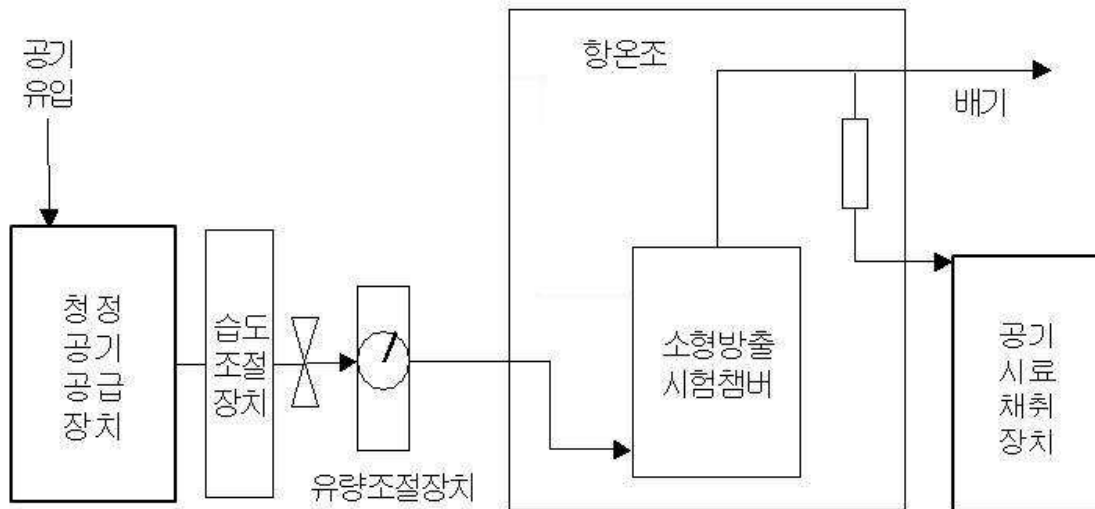 공기
유입
청정
공기
공급
장치
습도
조절
장치
유량조절장치
항온조
소형방출
시험챔버
배기
공기
시료
채취
장치